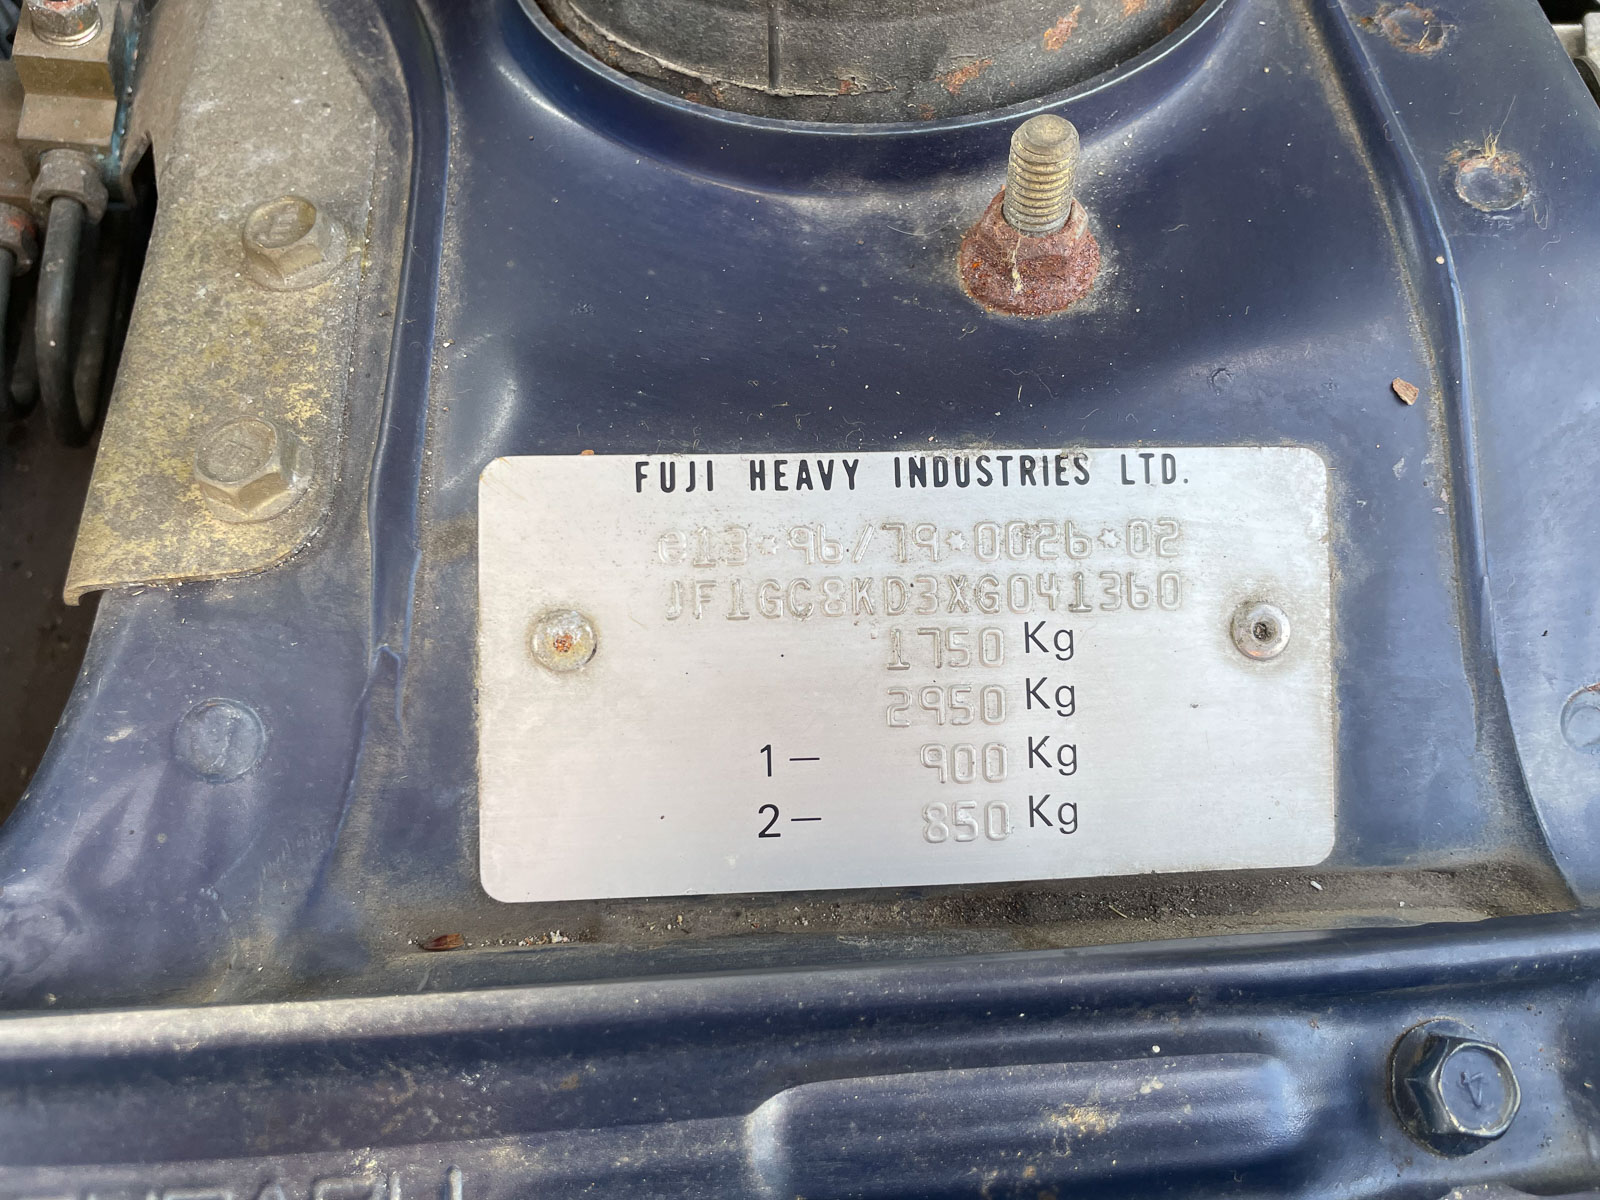 FUJI HEAVY INDUSTRIES LTD.
e13*96/79*0026*02
JF1GC8KD3XG041360
1750 Kg
2950 Kg
1- 900 Kg
2- 850 Kg
4